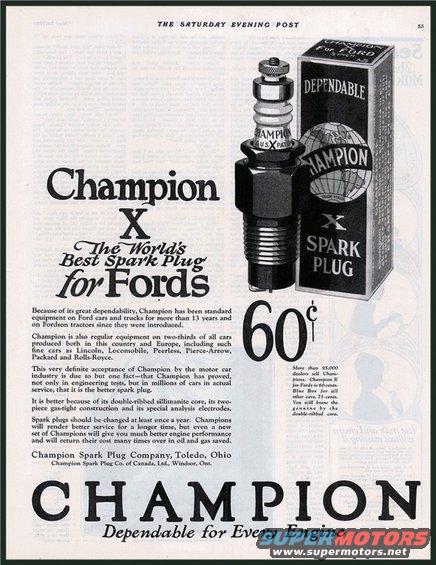 THE SATURDAY EVENING POST
53
CHAMPION
FOR FORD
DEPENDABLE
CHAMPION
X
SPARK
PLUG
CHAMPION
X
U.S. PAT.
Champion
X
The World's
Best Spark Plug
for Fords
60¢
Because of its great dependability, Champion has been standard
equipment on Ford cars and trucks for more than 13 years and
on Fordson tractors since they were introduced.
Champion is also regular equipment on two-thirds of all cars
produced both in this country and Europe, including such
fine cars as Lincoln, Locomobile, Peerless, Pierce-Arrow,
Packard and Rolls-Royce.
This very definite acceptance of Champion by the motor car
industry is due to but one fact—that Champion has proved,
not only in engineering tests, but in millions of cars in actual
service, that it is the better spark plug.
It is better because of its double-ribbed sillimanite core, its two-
piece gas-tight construction and its special analysis electrodes.
Spark plugs should be changed at least once a year. Champions
will render better service for a longer time, but even a new
set of Champions will give you much better engine performance
and will return their cost many times over in oil and gas saved.
Champion Spark Plug Company, Toledo, Ohio
Champion Spark Plug Co. of Canada, Ltd., Windsor, Ont.
More than 95,000
dealers sell Cham-
pions. Champion X
for Fords is 60 cents.
Blue Box for all
other cars, 75 cents.
You will know the
genuine by the
double-ribbed core.
CHAMPION
Dependable for Every Engine
SUPERMOTORS
www.supermotors.net